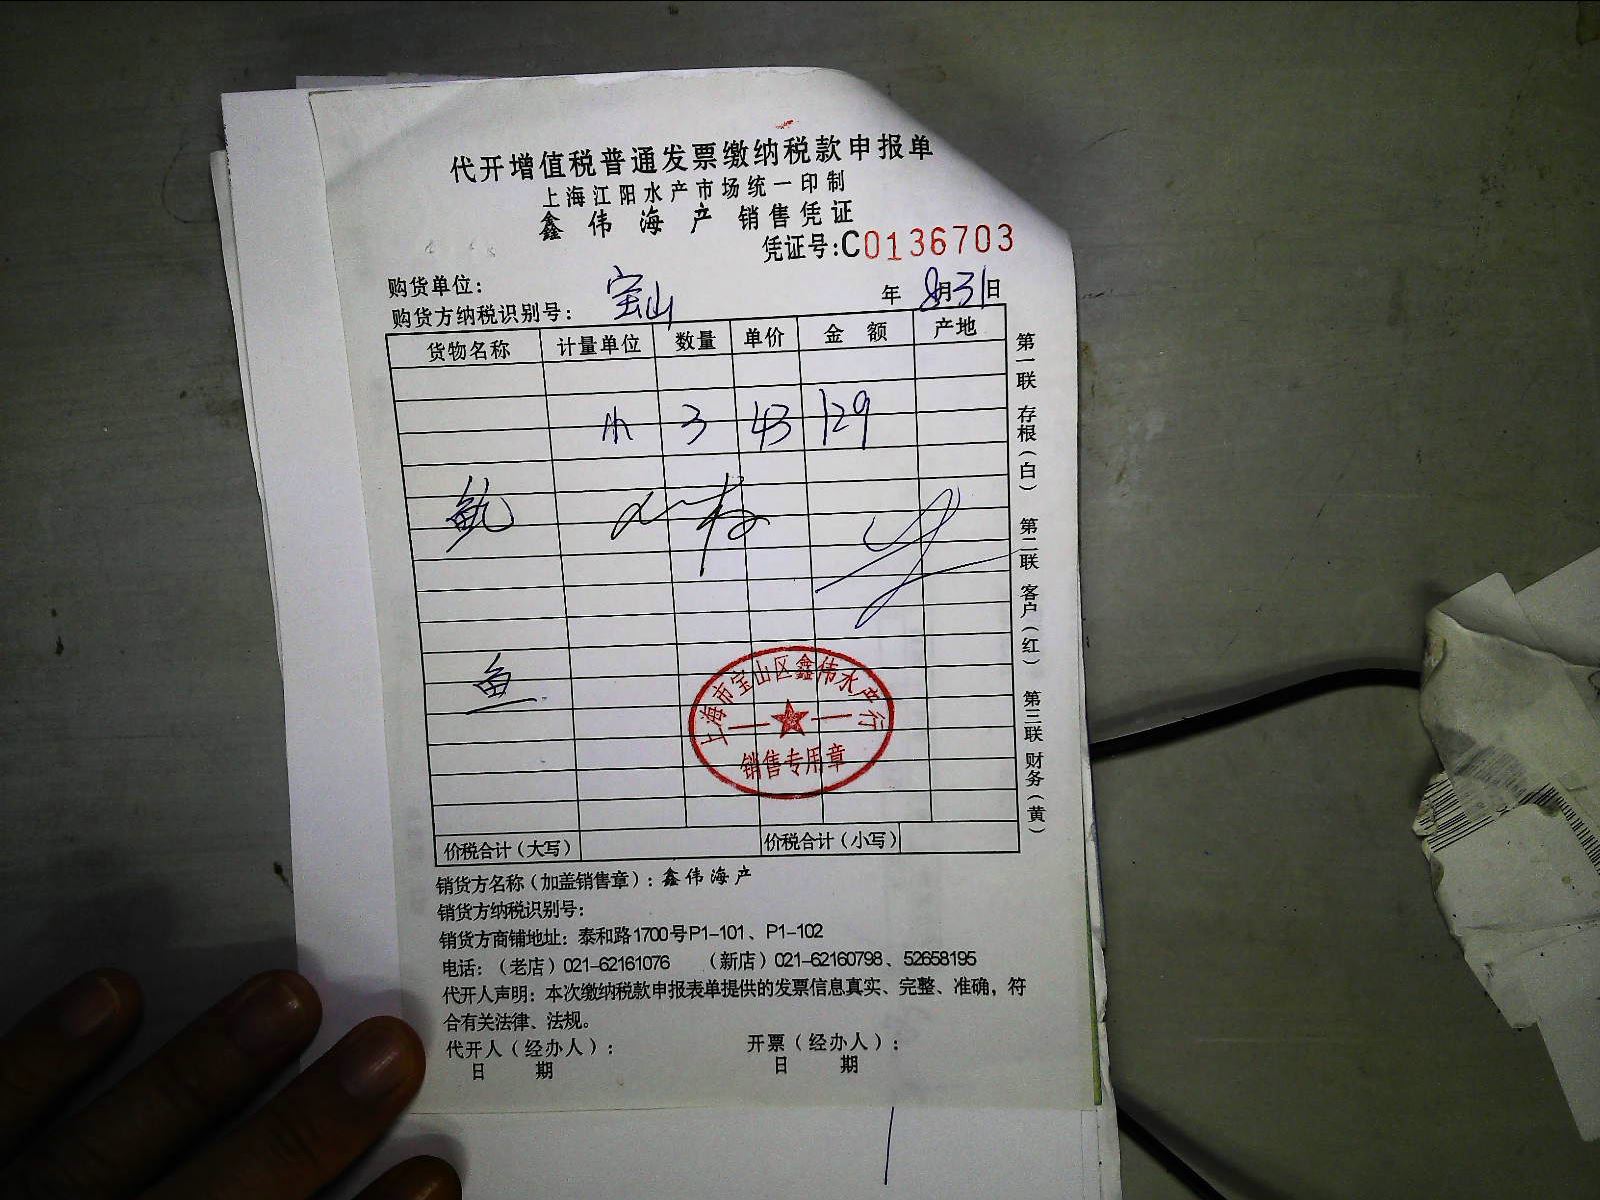 代开增值税普通发票缴纳税款申报单
上海江阳水产市场统一印制
鑫伟海产 销售凭证
凭证号:C0136703
购货单位: 宝山
年 8月31日
购货方纳税识别号:
货物名称 计量单位 数量 单价 金额 产地
小 3 43 129
鱿
鱼
上海市宝山区鑫伟水产行
销售专用章
价税合计(大写) 价税合计(小写)
第一联 存根(白) 第二联 客户(红) 第三联 财务(黄)
销货方名称(加盖销售章):鑫伟海产
销货方纳税识别号:
销货方商铺地址:泰和路1700号P1-101、P1-102
电话:(老店)021-62161076 (新店)021-62160798、52658195
代开人声明:本次缴纳税款申报表单提供的发票信息真实、完整、准确,符
合有关法律、法规。
代开人(经办人): 开票(经办人):
日期 日期